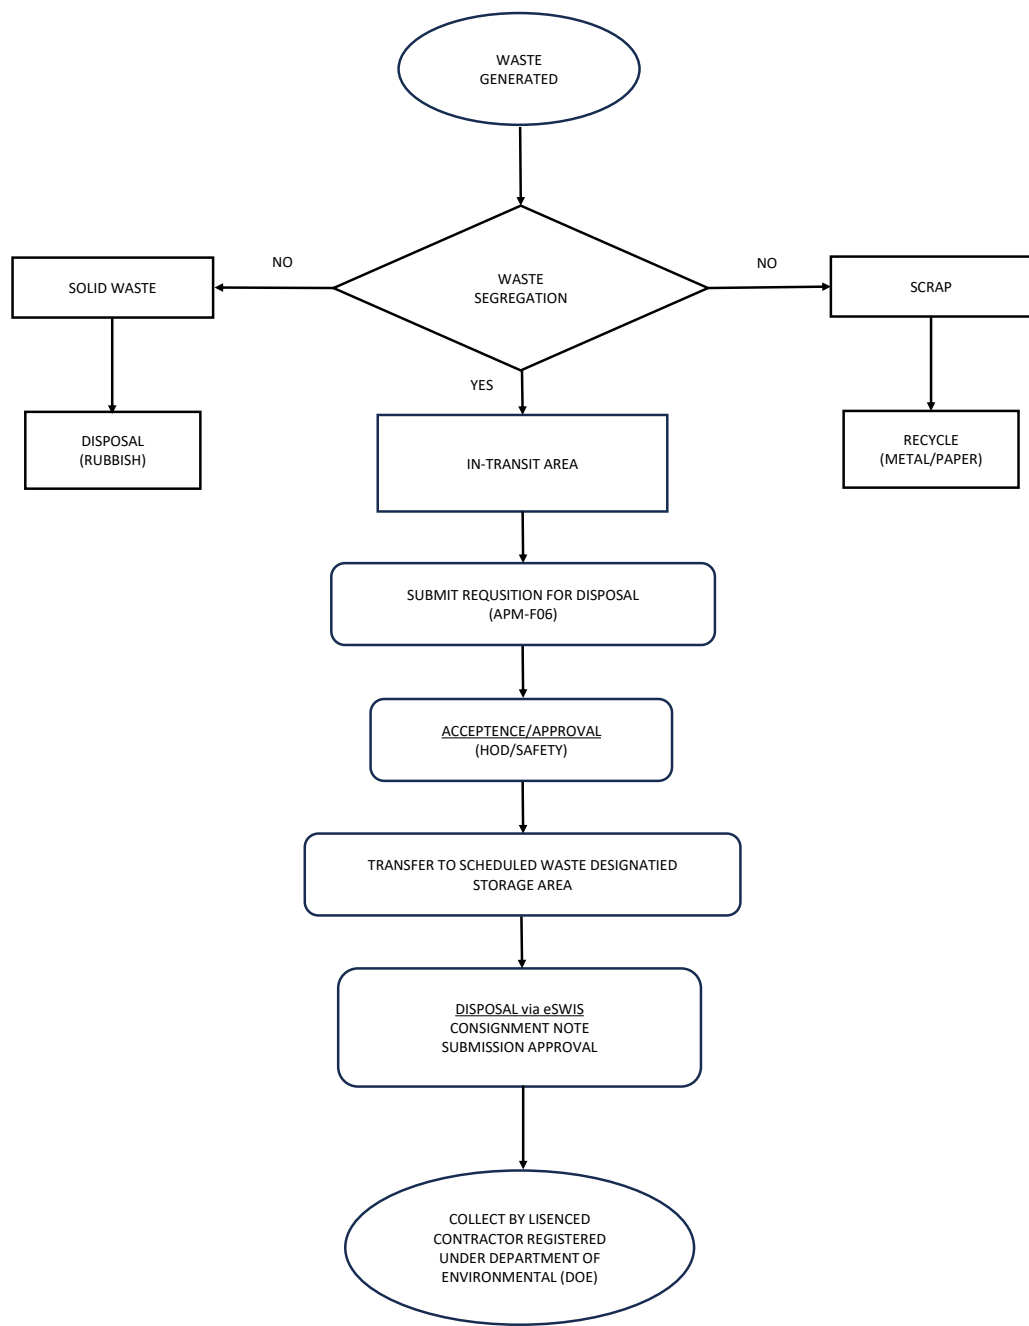 WASTE
GENERATED
NO
NO
SOLID WASTE
WASTE
SEGREGATION
SCRAP
YES
DISPOSAL
(RUBBISH)
IN-TRANSIT AREA
RECYCLE
(METAL/PAPER)
SUBMIT REQUSITION FOR DISPOSAL
(APM-F06)
ACCEPTENCE/APPROVAL
(HOD/SAFETY)
TRANSFER TO SCHEDULED WASTE DESIGNATIED
STORAGE AREA
DISPOSAL via eSWIS
CONSIGNMENT NOTE
SUBMISSION APPROVAL
COLLECT BY LISENCED
CONTRACTOR REGISTERED
UNDER DEPARTMENT OF
ENVIRONMENTAL (DOE)